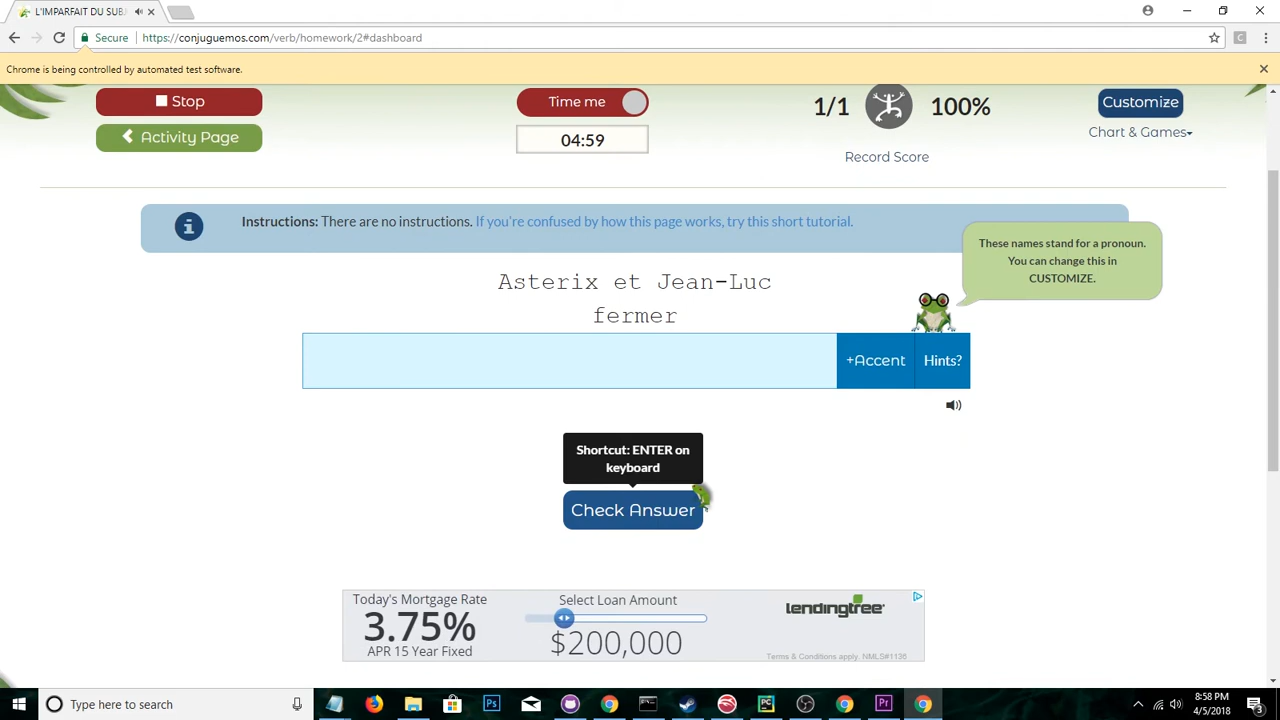 L'IMPARFAIT DU SUB
Secure https://conjuguemos.com/verb/homework/2#dashboard
Chrome is being controlled by automated test software.
Stop
Time me
1/1
100%
Customize
Activity Page
04:59
Chart & Games
Record Score
Instructions: There are no instructions. If you're confused by how this page works, try this short tutorial.
These names stand for a pronoun.
You can change this in
CUSTOMIZE.
Asterix et Jean-Luc
fermer
+Accent
Hints?
Shortcut: ENTER on
keyboard
Check Answer
Today's Mortgage Rate
3.75%
APR 15 Year Fixed
Select Loan Amount
$200,000
lendingtree
Terms & Conditions apply. NMLS#1136
Type here to search
8:58 PM
4/5/2018